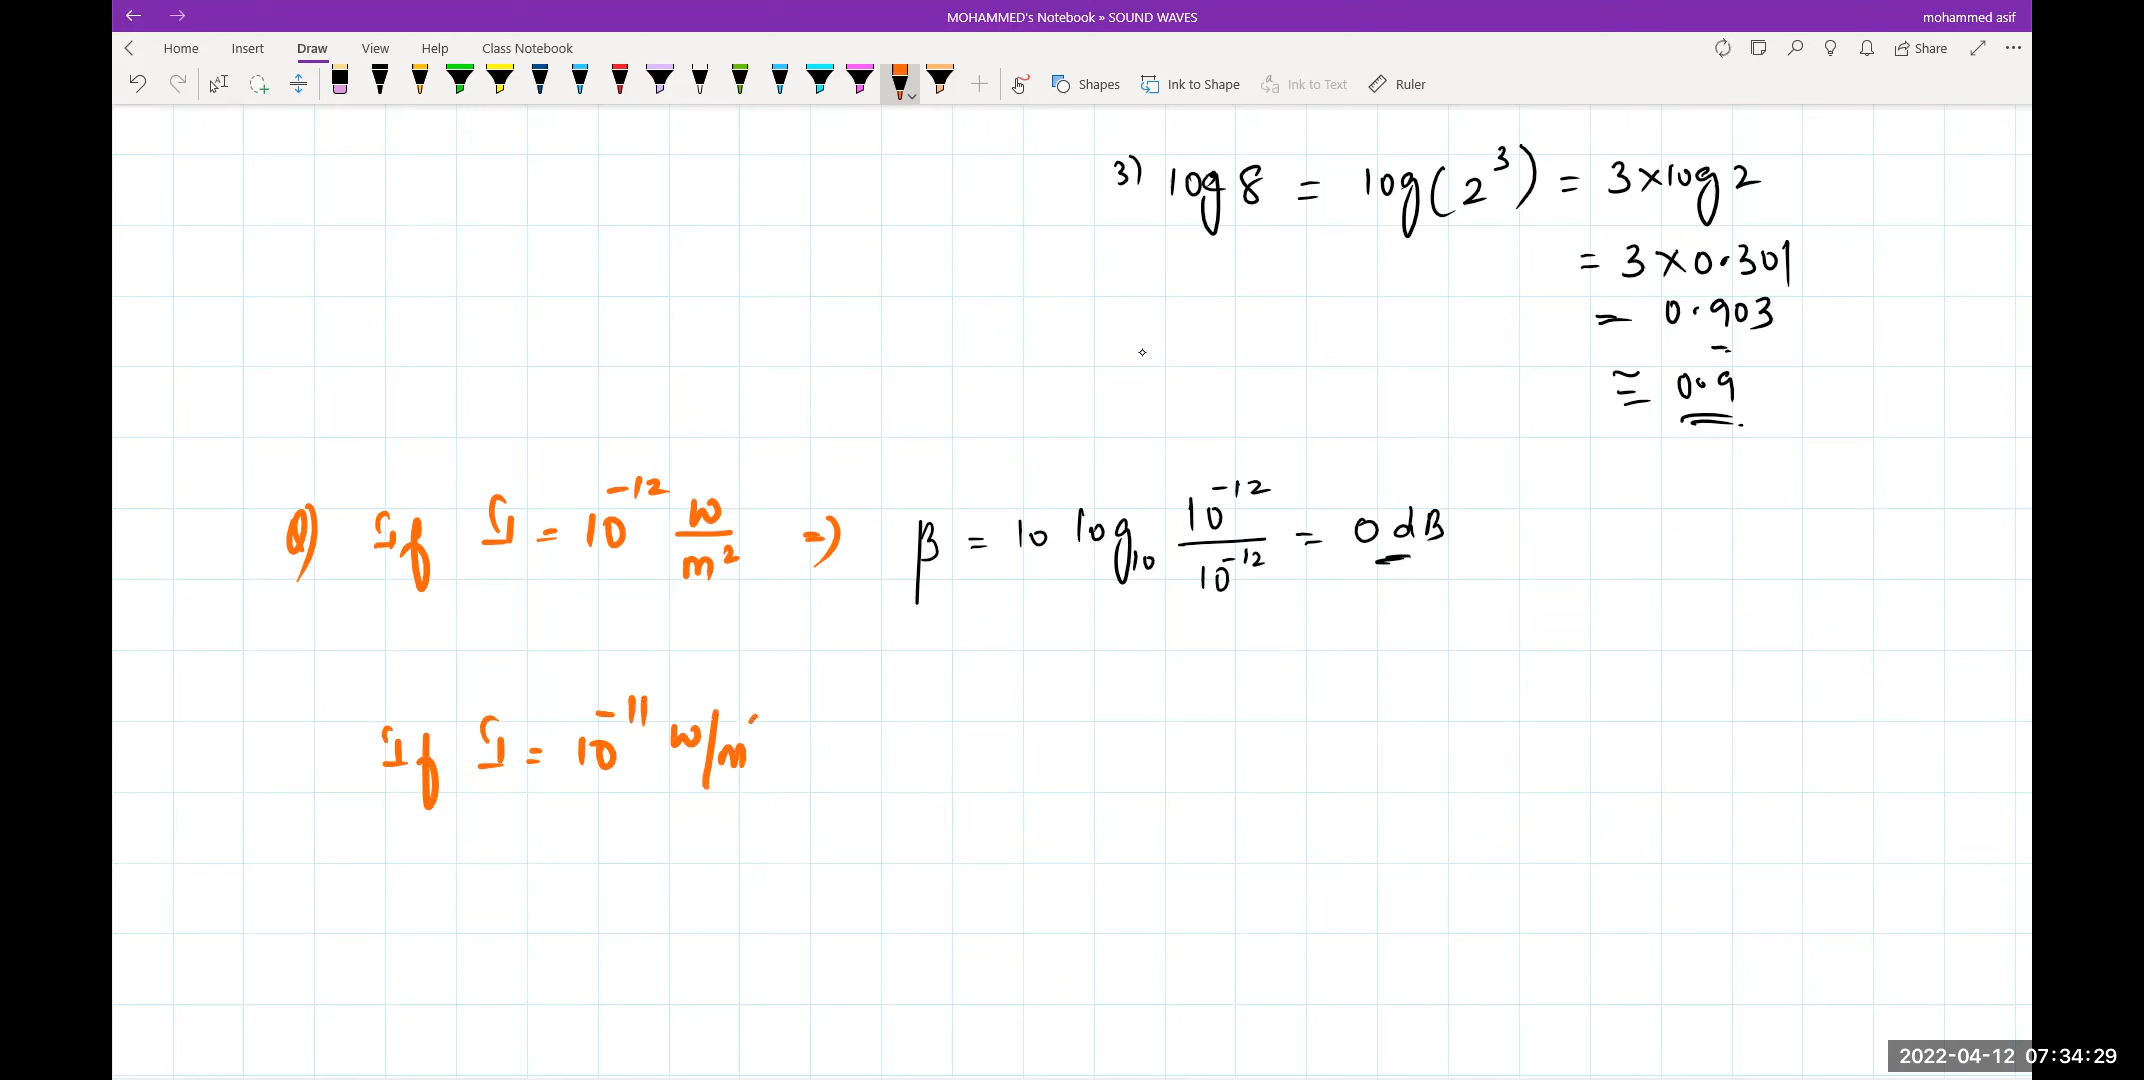 MOHAMMED's Notebook » SOUND WAVES
mohammed asif
Home Insert Draw View Help Class Notebook
Share
Shapes Ink to Shape Ink to Text Ruler
3) log 8 = log(2³) = 3 × log 2
= 3 × 0.301
= 0.903
≅ 0.9
Q) If I = 10⁻¹² W/m² ⇒ β = 10 log₁₀ 10⁻¹²/10⁻¹² = 0 dB
If I = 10⁻¹¹ W/m
2022-04-12 07:34:29